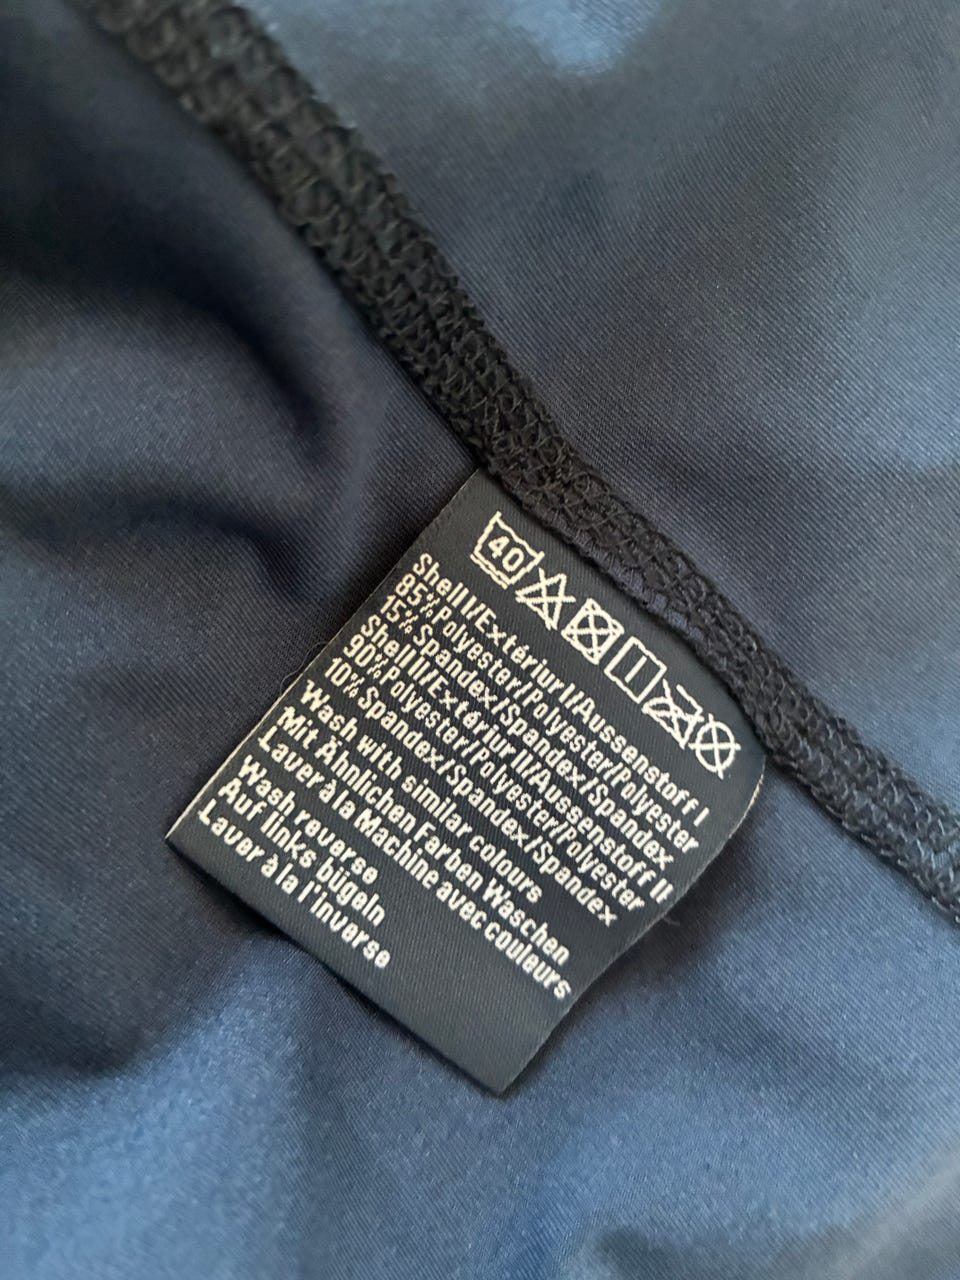 40
Shell I/Extériur I/Aussenstoff I
85% Polyester/Polyester/Polyester
15% Spandex/Spandex/Spandex
Shell II/Extériur II/Aussenstoff II
90% Polyester/Polyester/Polyester
10% Spandex/Spandex/Spandex
Wash with similar colours
Mit Ähnlichen Farben Waschen
Laver à la Machine avec couleurs
Wash reverse
Auf links bügeln
Laver à la l'inverse